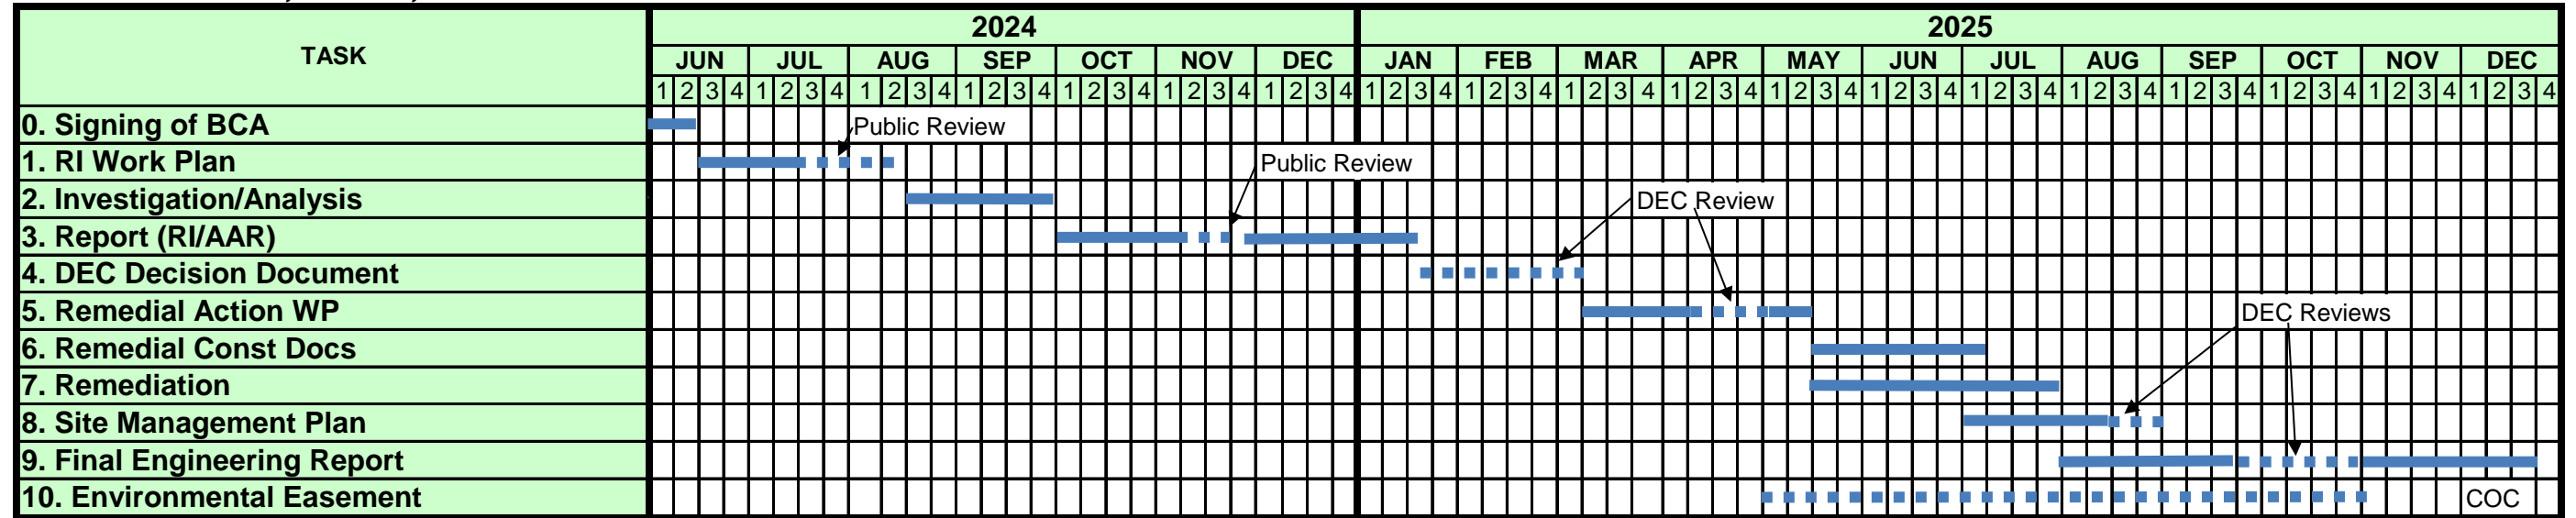 TASK
2024 2025
JUN JUL AUG SEP OCT NOV DEC JAN FEB MAR APR MAY JUN JUL AUG SEP OCT NOV DEC
1 2 3 4 1 2 3 4 1 2 3 4 1 2 3 4 1 2 3 4 1 2 3 4 1 2 3 4 1 2 3 4 1 2 3 4 1 2 3 4 1 2 3 4 1 2 3 4 1 2 3 4 1 2 3 4 1 2 3 4 1 2 3 4 1 2 3 4 1 2 3 4 1 2 3 4
0. Signing of BCA
Public Review
1. RI Work Plan
Public Review
2. Investigation/Analysis
DEC Review
3. Report (RI/AAR)
4. DEC Decision Document
5. Remedial Action WP
DEC Reviews
6. Remedial Const Docs
7. Remediation
8. Site Management Plan
9. Final Engineering Report
10. Environmental Easement
COC